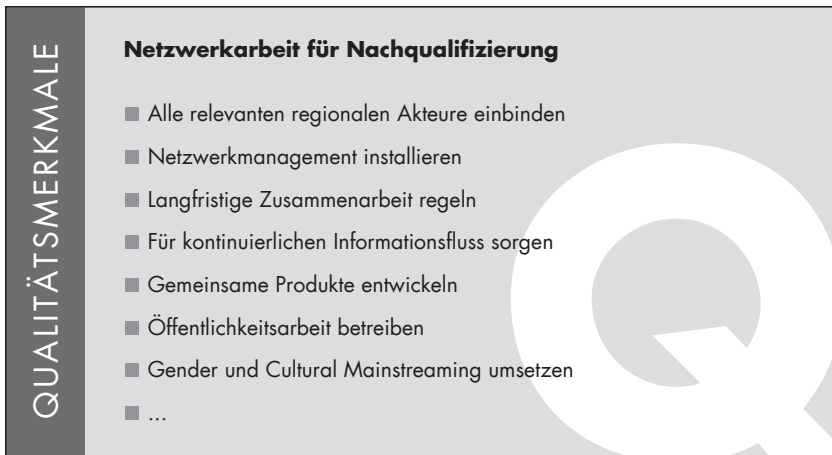 QUALITÄTSMERKMALE
Netzwerkarbeit für Nachqualifizierung
■ Alle relevanten regionalen Akteure einbinden
■ Netzwerkmanagement installieren
■ Langfristige Zusammenarbeit regeln
■ Für kontinuierlichen Informationsfluss sorgen
■ Gemeinsame Produkte entwickeln
■ Öffentlichkeitsarbeit betreiben
■ Gender und Cultural Mainstreaming umsetzen
■ ...
Q